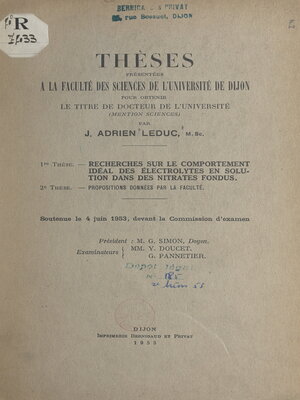 BERNIGAUD & PRIVAT
rue Bossuet, DIJON
R
THÈSES
PRÉSENTÉES
A LA FACULTÉ DES SCIENCES DE L'UNIVERSITÉ DE DIJON
POUR OBTENIR
LE TITRE DE DOCTEUR DE L'UNIVERSITÉ
(MENTION SCIENCES)
PAR
J. ADRIEN LEDUC, M. Sc.
1re THÈSE. — RECHERCHES SUR LE COMPORTEMENT
IDÉAL DES ÉLECTROLYTES EN SOLU-
TION DANS DES NITRATES FONDUS.
2e THÈSE. — PROPOSITIONS DONNÉES PAR LA FACULTÉ.
Soutenue le 4 juin 1953, devant la Commission d'examen
Président : M. G. SIMON, Doyen.
Examinateurs { MM. Y. DOUCET.
G. PANNETIER.
DIJON
IMPRIMERIE BERNIGAUD ET PRIVAT
1955